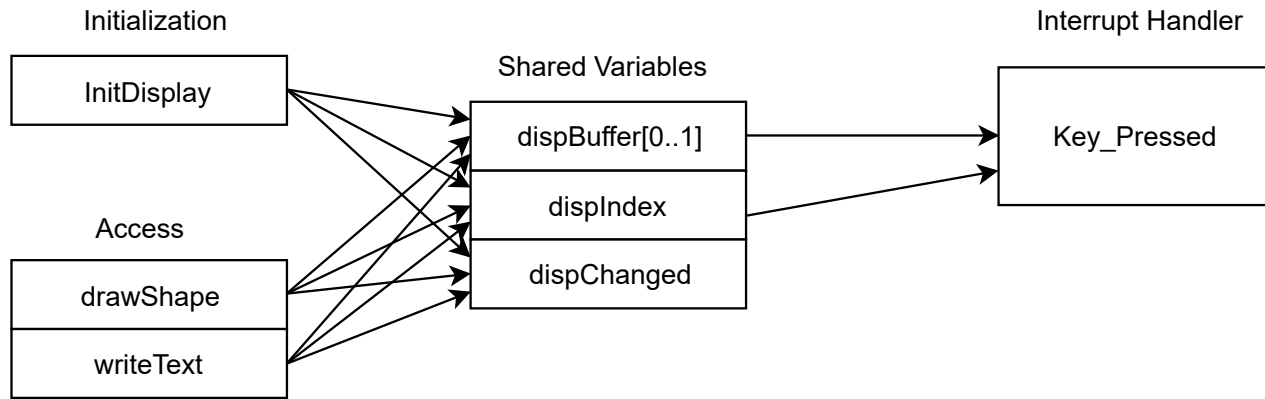 Initialization
InitDisplay
Access
drawShape
writeText
Shared Variables
dispBuffer[0..1]
dispIndex
dispChanged
Interrupt Handler
Key_Pressed